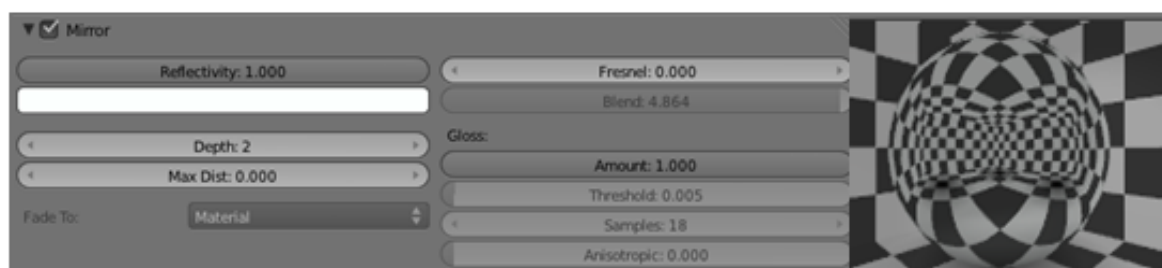 Mirror
Reflectivity: 1.000
Fresnel: 0.000
Blend: 4.864
Depth: 2
Max Dist: 0.000
Fade To: Material
Gloss:
Amount: 1.000
Threshold: 0.005
Samples: 18
Anisotropic: 0.000